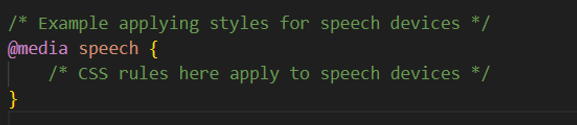 /* Example applying styles for speech devices */
@media speech {
    /* CSS rules here apply to speech devices */
}